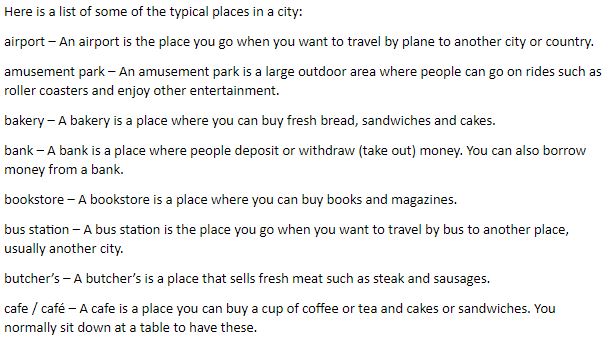 Here is a list of some of the typical places in a city:
airport – An airport is the place you go when you want to travel by plane to another city or country.
amusement park – An amusement park is a large outdoor area where people can go on rides such as
roller coasters and enjoy other entertainment.
bakery – A bakery is a place where you can buy fresh bread, sandwiches and cakes.
bank – A bank is a place where people deposit or withdraw (take out) money. You can also borrow
money from a bank.
bookstore – A bookstore is a place where you can buy books and magazines.
bus station – A bus station is the place you go when you want to travel by bus to another place,
usually another city.
butcher’s – A butcher’s is a place that sells fresh meat such as steak and sausages.
cafe / café – A cafe is a place you can buy a cup of coffee or tea and cakes or sandwiches. You
normally sit down at a table to have these.